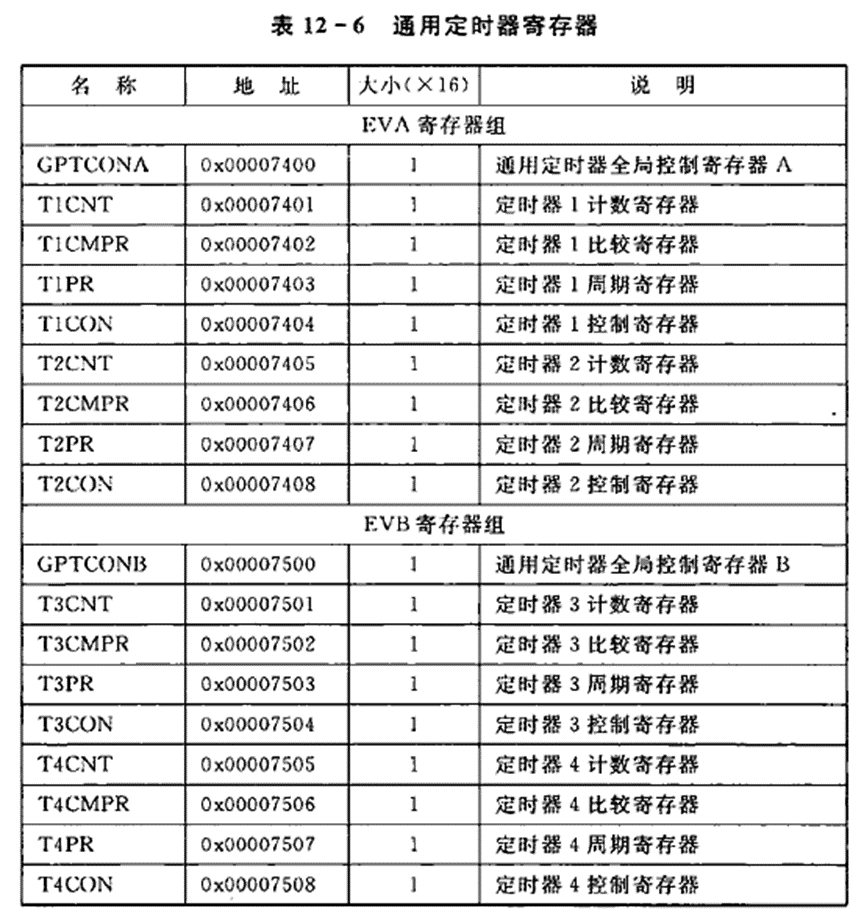 表 12-6 通用定时器寄存器
名 称 地 址 大小(×16) 说 明
EVA 寄存器组
GPTCONA 0x00007400 1 通用定时器全局控制寄存器 A
T1CNT 0x00007401 1 定时器 1 计数寄存器
T1CMPR 0x00007402 1 定时器 1 比较寄存器
T1PR 0x00007403 1 定时器 1 周期寄存器
T1CON 0x00007404 1 定时器 1 控制寄存器
T2CNT 0x00007405 1 定时器 2 计数寄存器
T2CMPR 0x00007406 1 定时器 2 比较寄存器
T2PR 0x00007407 1 定时器 2 周期寄存器
T2CON 0x00007408 1 定时器 2 控制寄存器
EVB 寄存器组
GPTCONB 0x00007500 1 通用定时器全局控制寄存器 B
T3CNT 0x00007501 1 定时器 3 计数寄存器
T3CMPR 0x00007502 1 定时器 3 比较寄存器
T3PR 0x00007503 1 定时器 3 周期寄存器
T3CON 0x00007504 1 定时器 3 控制寄存器
T4CNT 0x00007505 1 定时器 4 计数寄存器
T4CMPR 0x00007506 1 定时器 4 比较寄存器
T4PR 0x00007507 1 定时器 4 周期寄存器
T4CON 0x00007508 1 定时器 4 控制寄存器